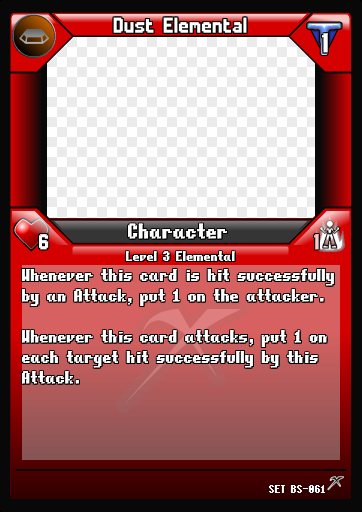 Dust Elemental
1
6
Character
1
Level 3 Elemental
Whenever this card is hit successfully
by an Attack, put 1 on the attacker.
Whenever this card attacks, put 1 on
each target hit successfully by this
Attack.
SET BS-061